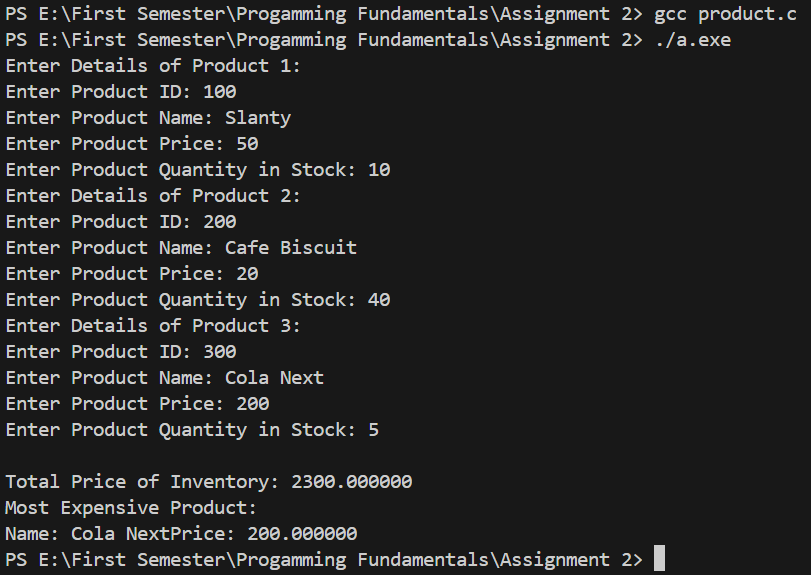 PS E:\First Semester\Progamming Fundamentals\Assignment 2> gcc product.c
PS E:\First Semester\Progamming Fundamentals\Assignment 2> ./a.exe
Enter Details of Product 1:
Enter Product ID: 100
Enter Product Name: Slanty
Enter Product Price: 50
Enter Product Quantity in Stock: 10
Enter Details of Product 2:
Enter Product ID: 200
Enter Product Name: Cafe Biscuit
Enter Product Price: 20
Enter Product Quantity in Stock: 40
Enter Details of Product 3:
Enter Product ID: 300
Enter Product Name: Cola Next
Enter Product Price: 200
Enter Product Quantity in Stock: 5

Total Price of Inventory: 2300.000000
Most Expensive Product:
Name: Cola NextPrice: 200.000000
PS E:\First Semester\Progamming Fundamentals\Assignment 2>